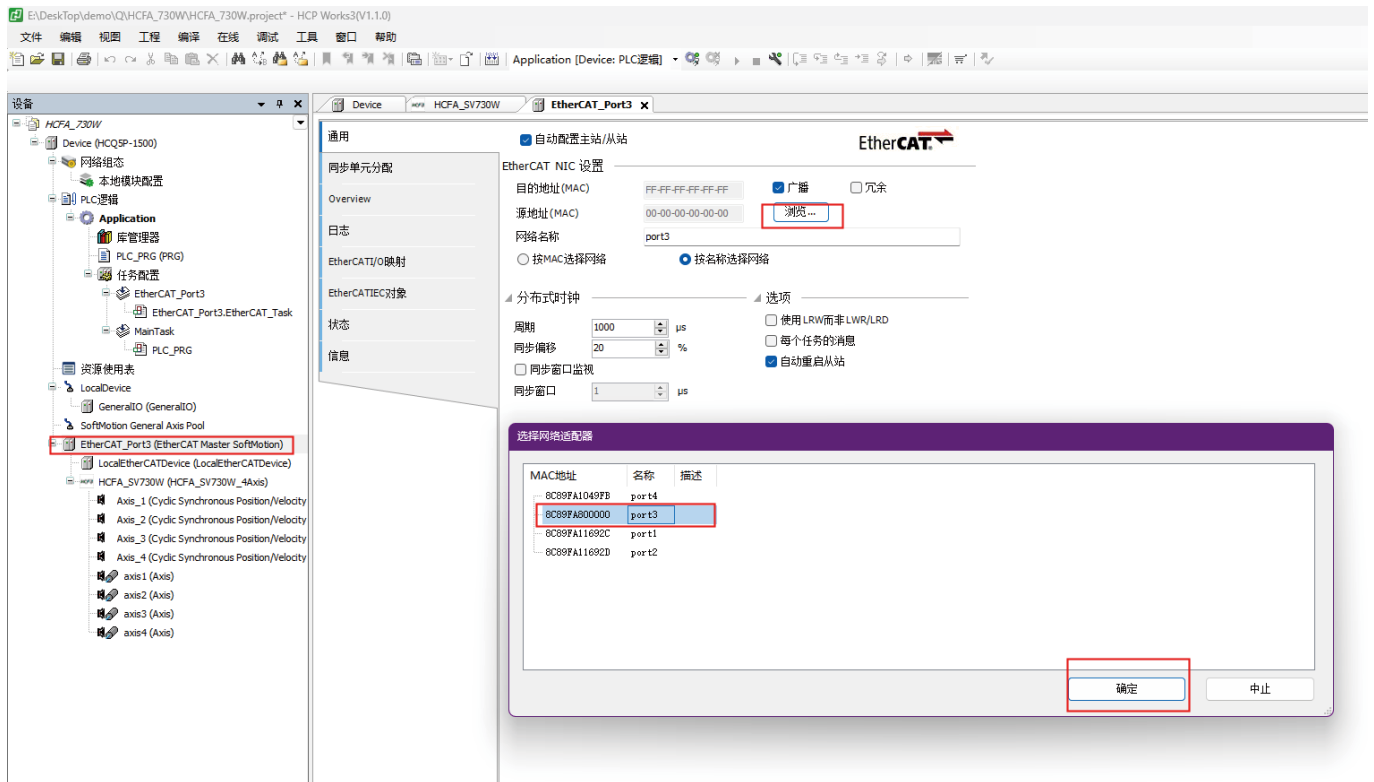 E:\DeskTop\demo\Q\HCFA_730W\HCFA_730W.project* - HCP Works3(V1.1.0)
文件 编辑 视图 工程 编译 在线 调试 工具 窗口 帮助
Application [Device: PLC逻辑]
设备
HCFA_730W
Device (HCQ5P-1500)
网络组态
本地模块配置
PLC逻辑
Application
库管理器
PLC_PRG (PRG)
任务配置
EtherCAT_Port3
EtherCAT_Port3.EtherCAT_Task
MainTask
PLC_PRG
资源使用表
LocalDevice
GeneralIO (GeneralIO)
SoftMotion General Axis Pool
EtherCAT_Port3 (EtherCAT Master SoftMotion)
LocalEtherCATDevice (LocalEtherCATDevice)
HCFA_SV730W (HCFA_SV730W_4Axis)
Axis_1 (Cyclic Synchronous Position/Velocity
Axis_2 (Cyclic Synchronous Position/Velocity
Axis_3 (Cyclic Synchronous Position/Velocity
Axis_4 (Cyclic Synchronous Position/Velocity
axis1 (Axis)
axis2 (Axis)
axis3 (Axis)
axis4 (Axis)
Device HCFA_SV730W EtherCAT_Port3
通用
同步单元分配
Overview
日志
EtherCATI/O映射
EtherCATIEC对象
状态
信息
自动配置主站/从站
EtherCAT
EtherCAT NIC 设置
目的地址(MAC) FF-FF-FF-FF-FF-FF 广播 冗余
源地址(MAC) 00-00-00-00-00-00 浏览...
网络名称 port3
按MAC选择网络 按名称选择网络
分布式时钟
周期 1000 µs
同步偏移 20 %
同步窗口监视
同步窗口 1 µs
选项
使用LRW而非LWR/LRD
每个任务的消息
自动重启从站
选择网络适配器
MAC地址 名称 描述
8C89FA1049FB port4
8C89FA800000 port3
8C89FA11692C port1
8C89FA11692D port2
确定 中止